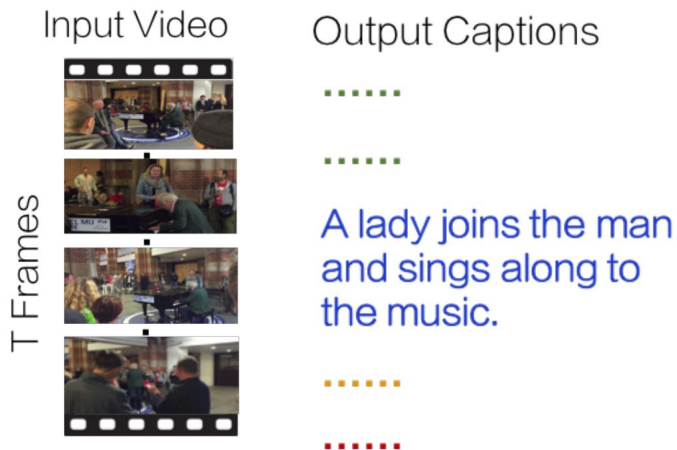 Input Video
Output Captions
T Frames
A lady joins the man
and sings along to
the music.